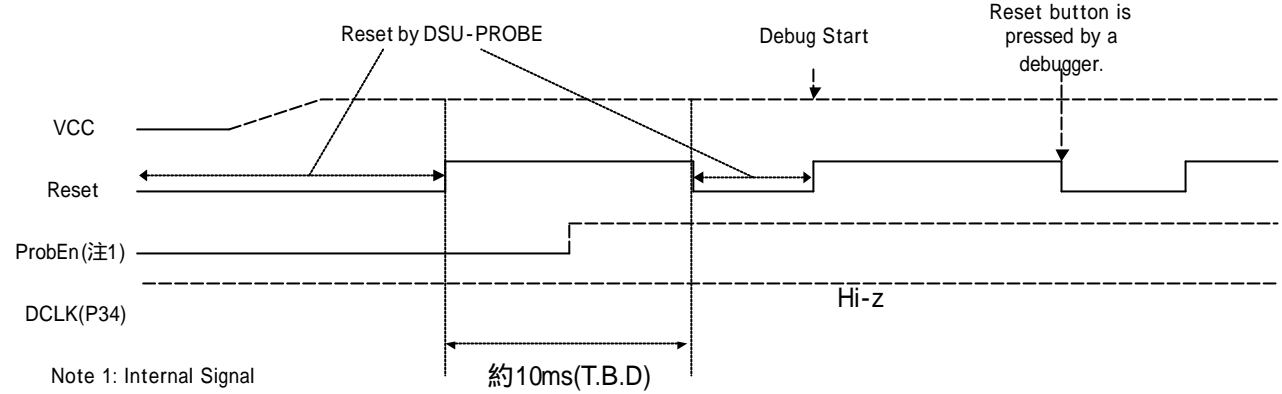 Reset by DSU-PROBE
Debug Start
Reset button is
pressed by a
debugger.
VCC
Reset
ProbEn(注1)
DCLK(P34)
Hi-z
Note 1: Internal Signal
約10ms(T.B.D)